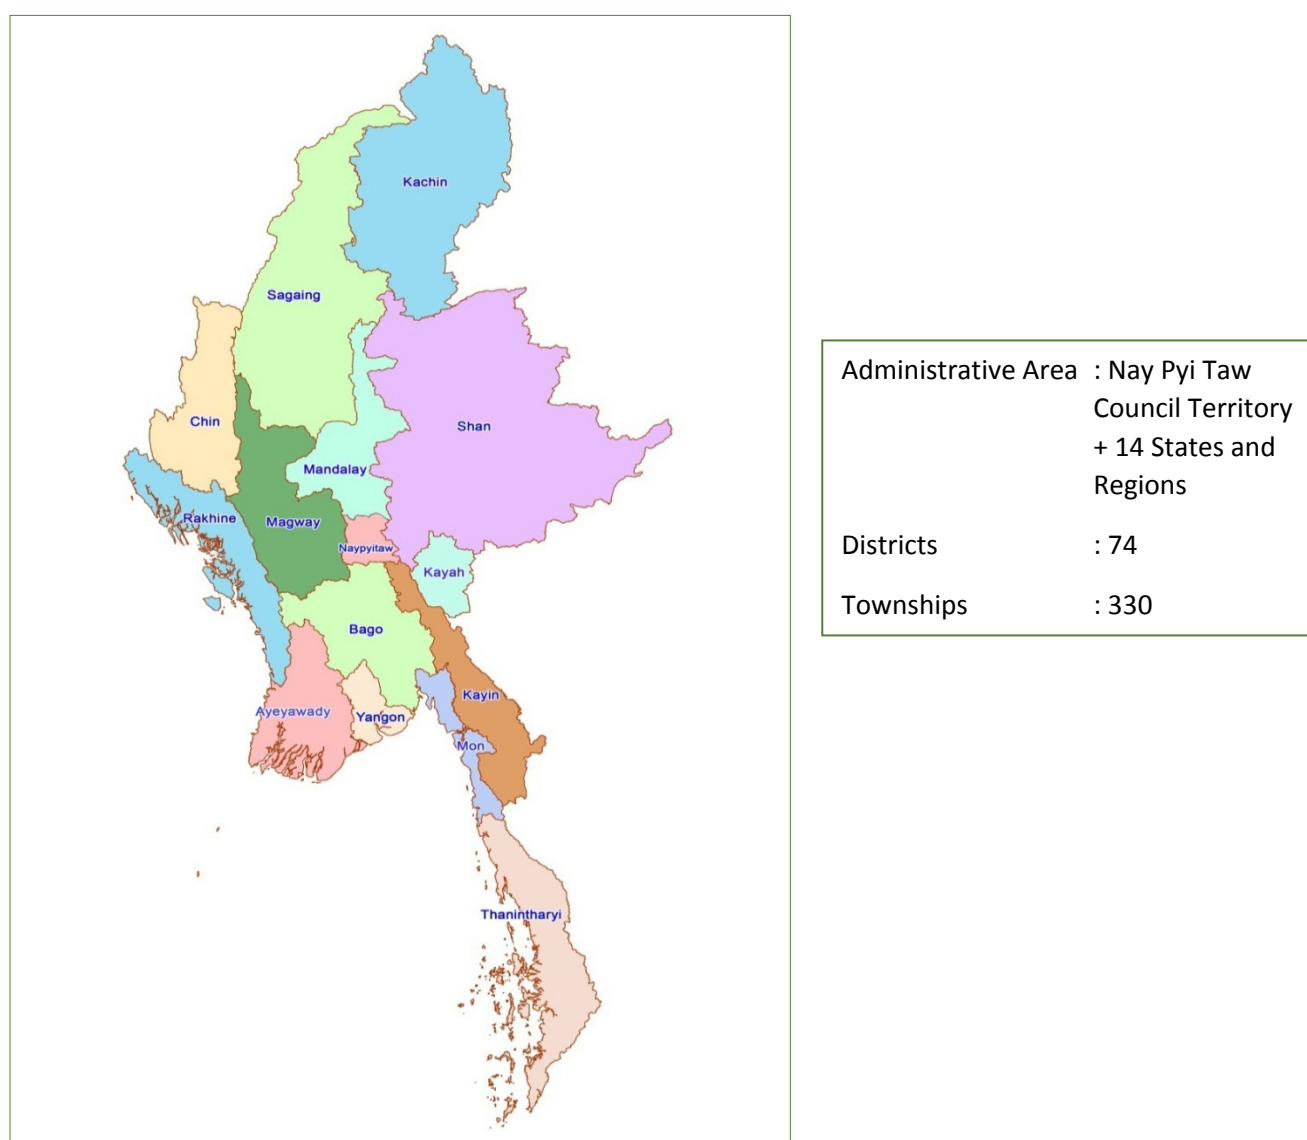 Kachin
Sagaing
Chin
Shan
Mandalay
Rakhine
Magway
Naypyitaw
Kayah
Bago
Kayin
Ayeyawady
Yangon
Mon
Thanintharyi
Administrative Area : Nay Pyi Taw
Council Territory
+ 14 States and
Regions
Districts : 74
Townships : 330